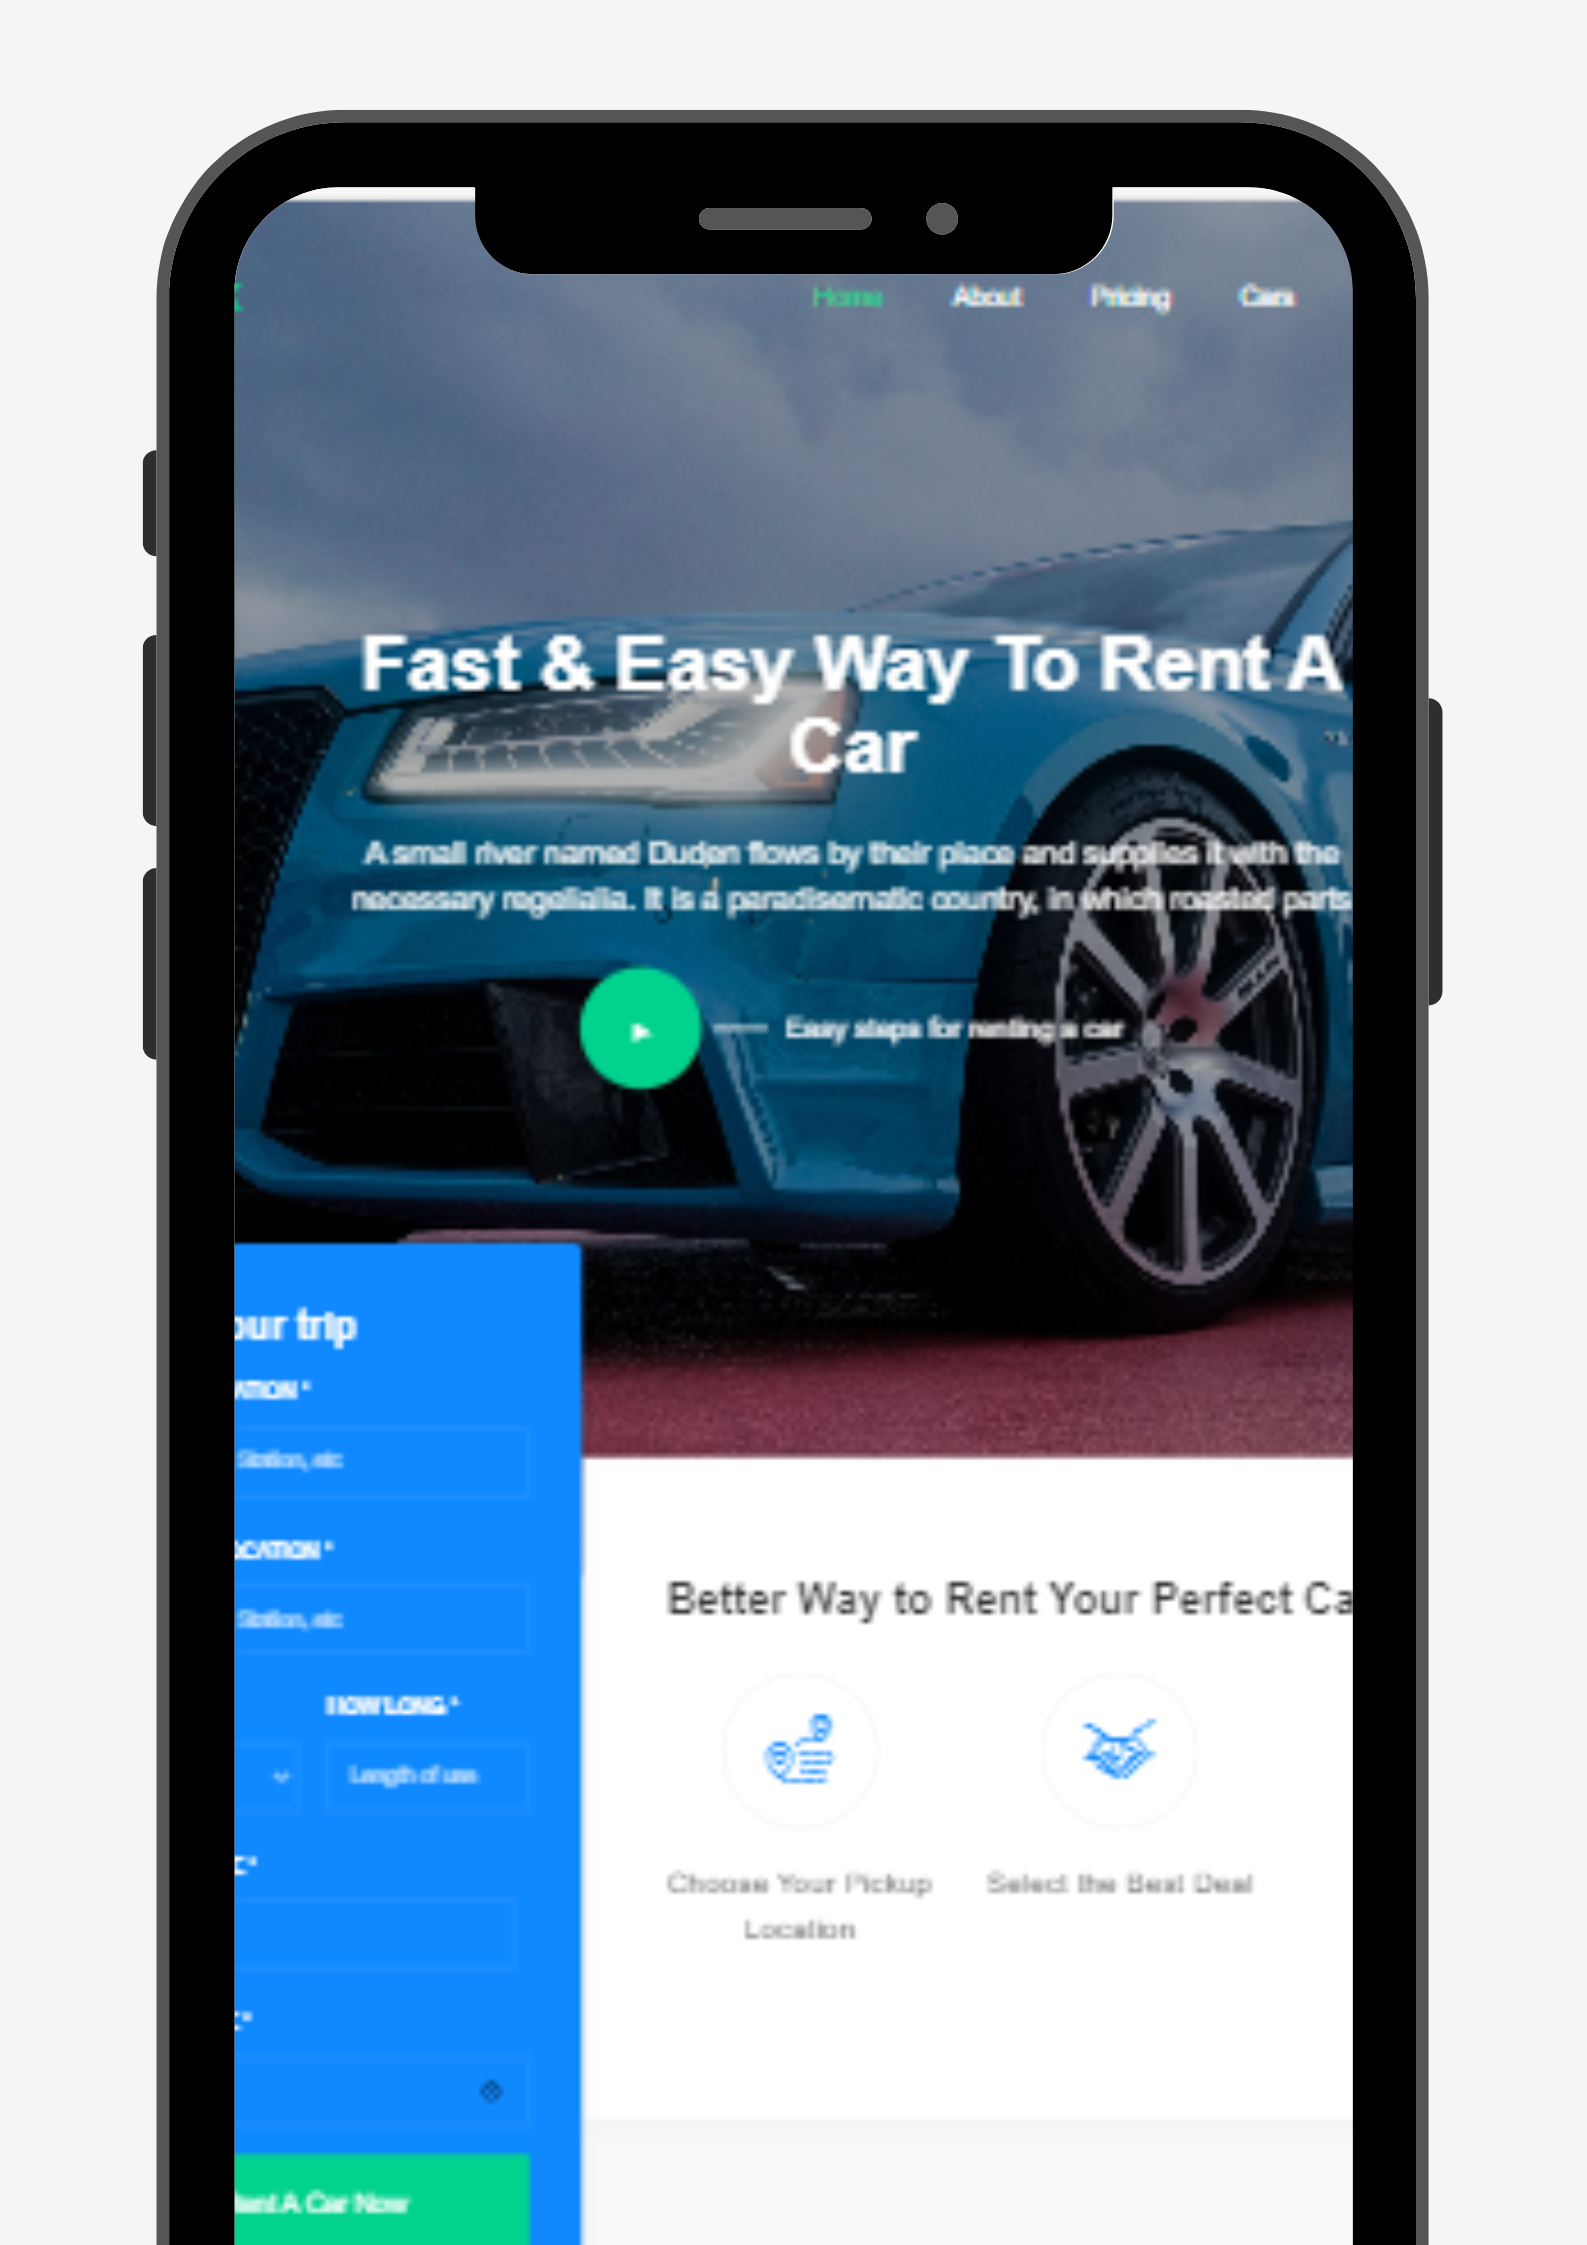 Home About Pricing Cars
Fast & Easy Way To Rent A
Car
A small river named Duden flows by their place and supplies it with the
necessary regelialia. It is a paradisematic country, in which roasted parts
Easy steps for renting a car
our trip
ATION *
Station, etc
OCATION *
Station, etc
HOW LONG *
Length of use
Rent A Car Now
Better Way to Rent Your Perfect Ca
Choose Your Pickup
Location
Select the Best Deal